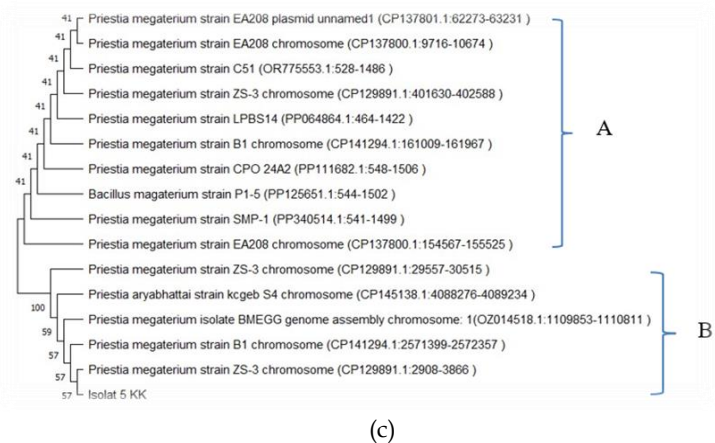 41 Priestia megaterium strain EA208 plasmid unnamed1 (CP137801.1:62273-63231 )
41 Priestia megaterium strain EA208 chromosome (CP137800.1:9716-10674 )
41 Priestia megaterium strain C51 (OR775553.1:528-1486 )
41 Priestia megaterium strain ZS-3 chromosome (CP129891.1:401630-402588 )
41 Priestia megaterium strain LPBS14 (PP064864.1:464-1422 )
A
41 Priestia megaterium strain B1 chromosome (CP141294.1:161009-161967 )
41 Priestia megaterium strain CPO 24A2 (PP111682.1:548-1506 )
41 Bacillus magaterium strain P1-5 (PP125651.1:544-1502 )
Priestia megaterium strain SMP-1 (PP340514.1:541-1499 )
Priestia megaterium strain EA208 chromosome (CP137800.1:154567-155525 )
Priestia megaterium strain ZS-3 chromosome (CP129891.1:29557-30515 )
Priestia aryabhattai strain kcgeb S4 chromosome (CP145138.1:4088276-4089234 )
100 Priestia megaterium isolate BMEGG genome assembly chromosome: 1(OZ014518.1:1109853-1110811 )
B
59 Priestia megaterium strain B1 chromosome (CP141294.1:2571399-2572357 )
57 Priestia megaterium strain ZS-3 chromosome (CP129891.1:2908-3866 )
57
57 Isolat 5 KK
(c)